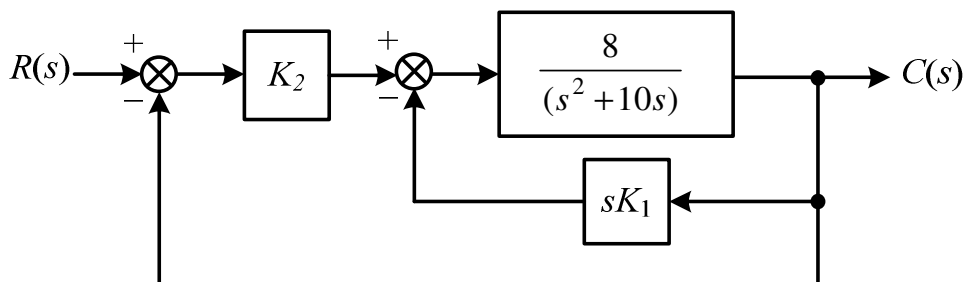 R(s)
+
−
K₂
+
−
8
(s² +10s)
C(s)
sK₁